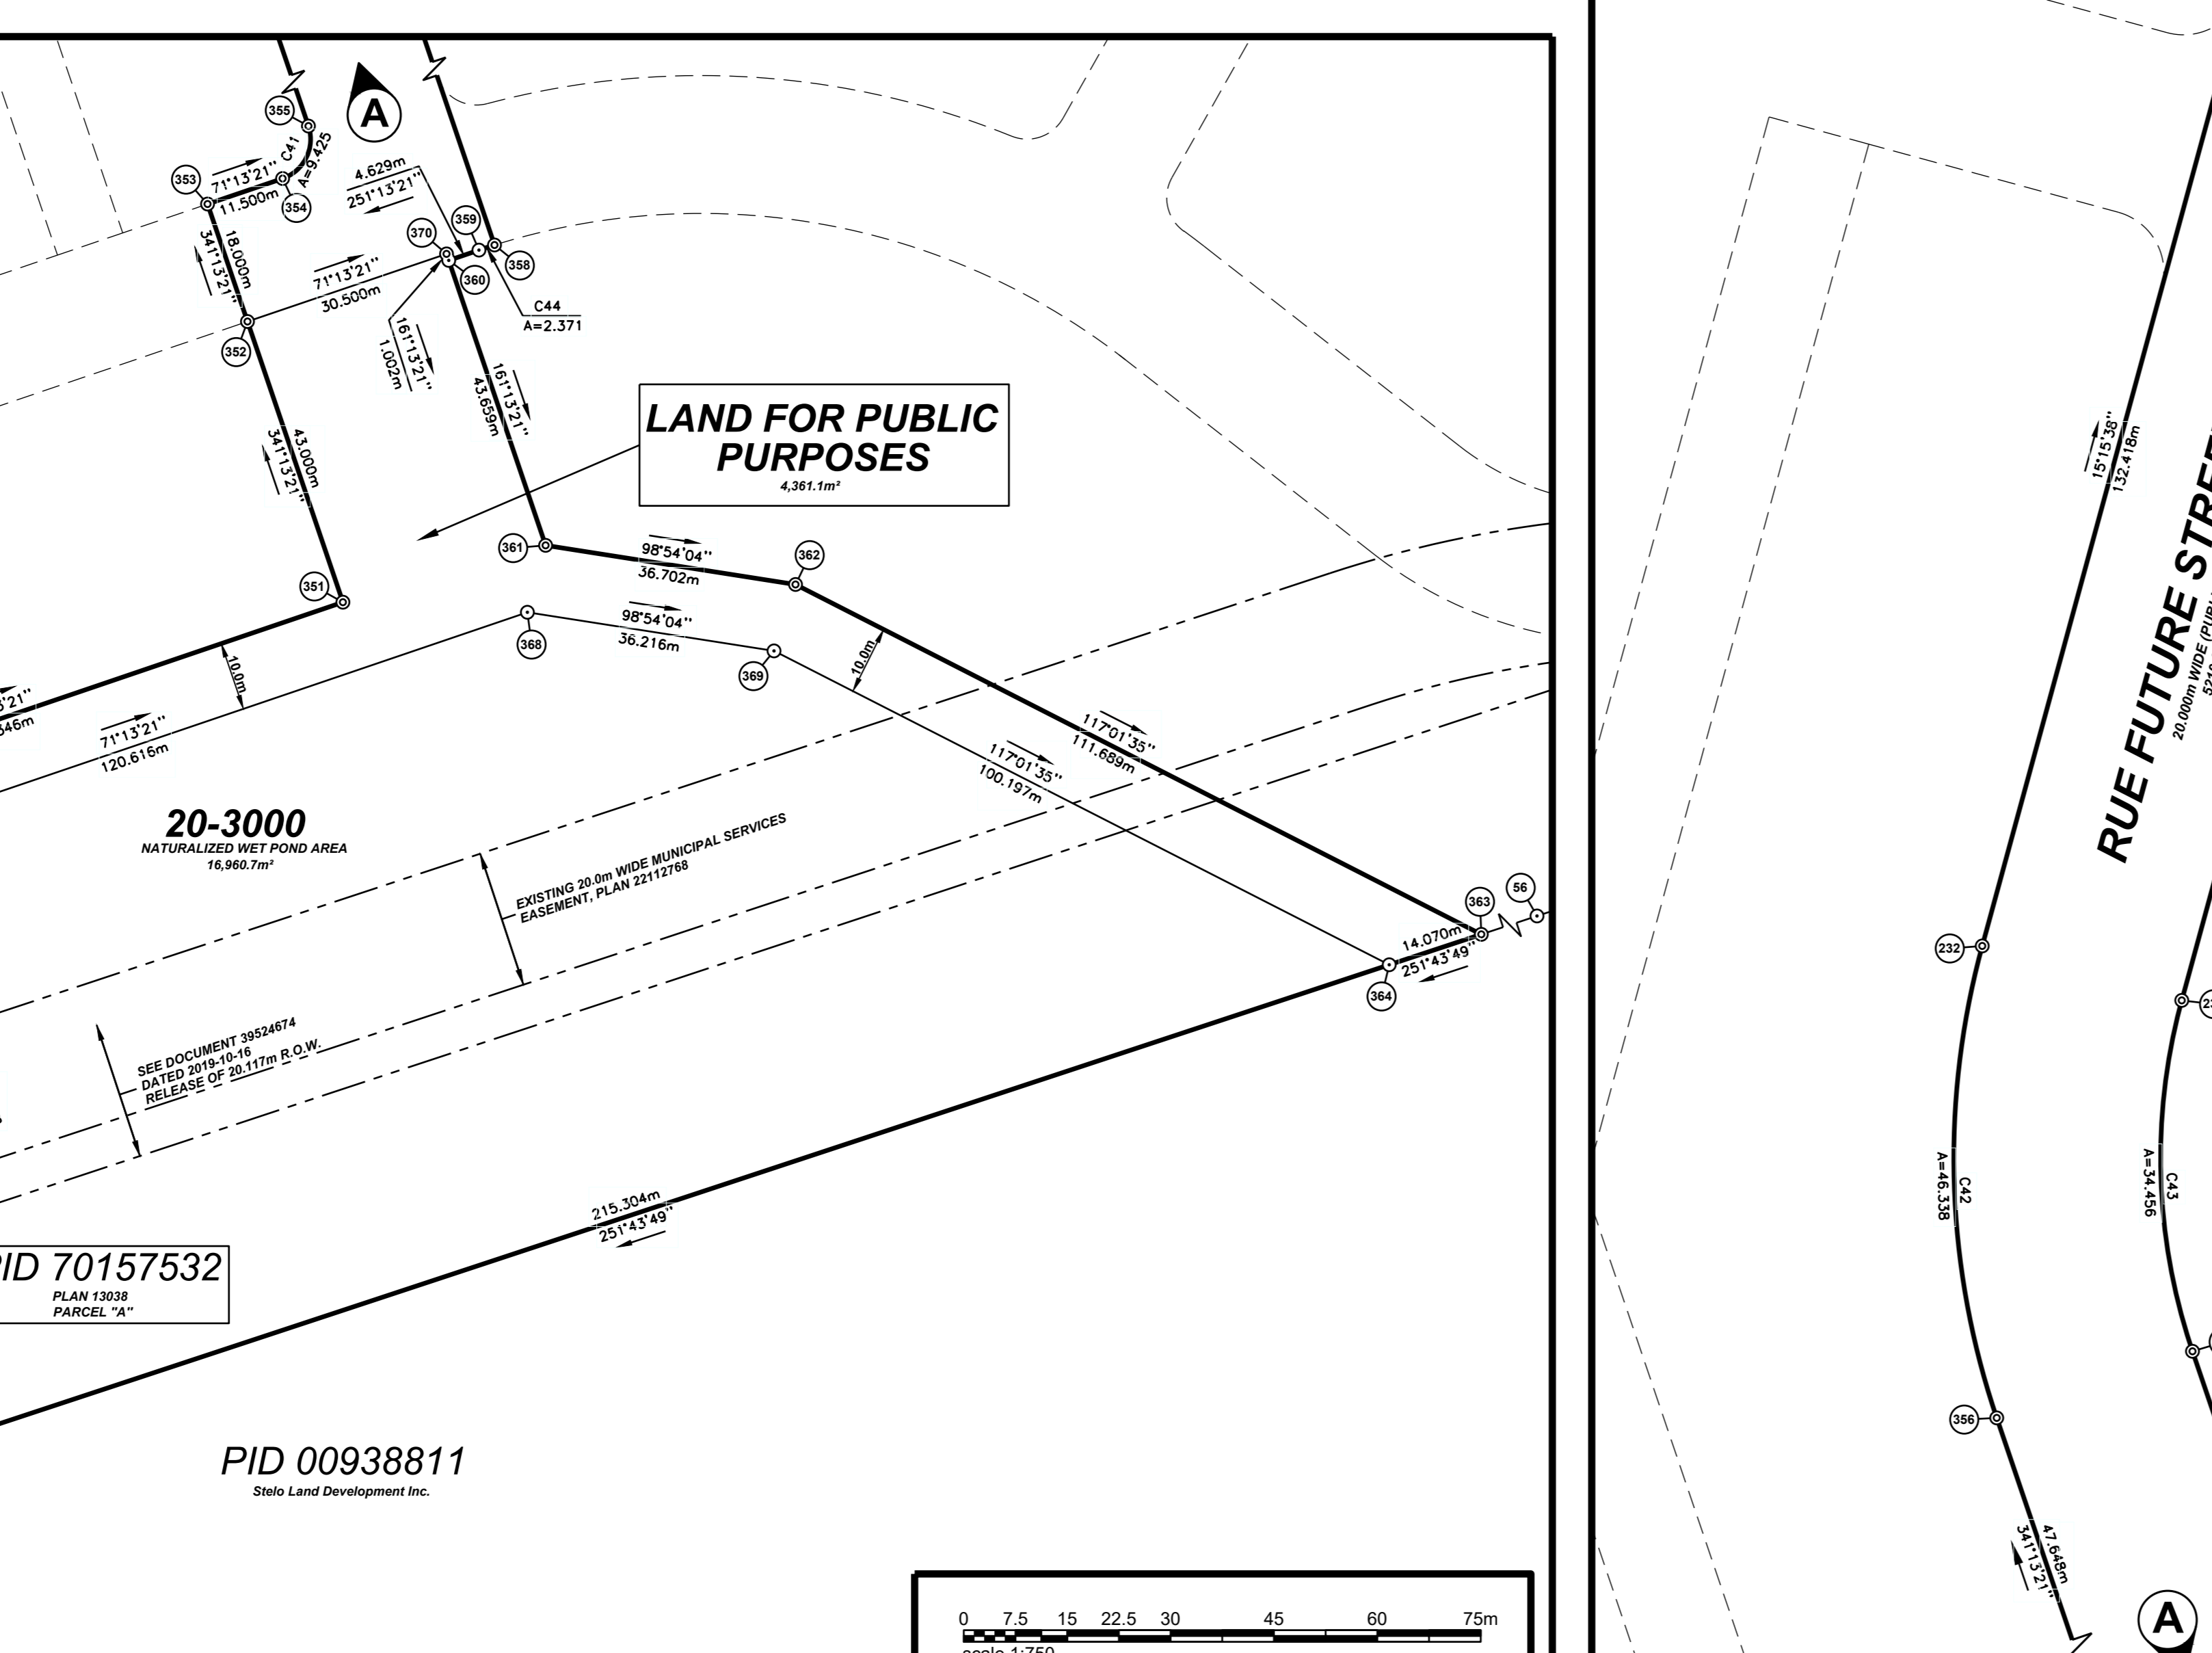 355
A
C41
A=9.425
353
71°13'21"
11.500m
354
4.629m
251°13'21"
359
370
358
360
18.000m
341°13'21"
71°13'21"
30.500m
C44
A=2.371
352
161°13'21"
1.002m
161°13'21"
43.659m
LAND FOR PUBLIC
PURPOSES
4,361.1m²
43.000m
341°13'21"
361
98°54'04"
36.702m
362
351
368
98°54'04"
36.216m
369
10.0m
10.0m
71°13'21"
120.616m
117°01'35"
111.689m
117°01'35"
100.197m
20-3000
NATURALIZED WET POND AREA
16,960.7m²
EXISTING 20.0m WIDE MUNICIPAL SERVICES
EASEMENT, PLAN 22112768
363
56
14.070m
251°43'49"
364
SEE DOCUMENT 39524674
DATED 2019-10-16
RELEASE OF 20.117m R.O.W.
215.304m
251°43'49"
PID 70157532
PLAN 13038
PARCEL "A"
PID 00938811
Stelo Land Development Inc.
0 7.5 15 22.5 30 45 60 75m
scale 1:750
15°15'38"
132.418m
RUE FUTURE
20.000m WIDE
232
C42
A=46.338
C43
A=34.456
356
47.648m
341°13'21"
A